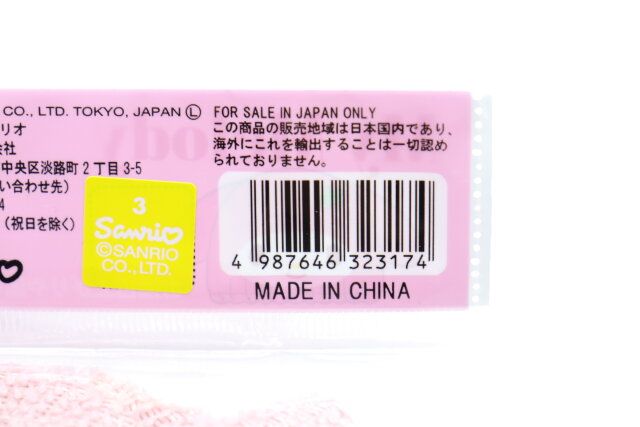 CO., LTD. TOKYO, JAPAN Ⓛ
リオ
会社
中央区淡路町2丁目3-5
い合わせ先)
4
(祝日を除く)
3
Sanrio
©SANRIO
CO.,LTD.
FOR SALE IN JAPAN ONLY
この商品の販売地域は日本国内であり、
海外にこれを輸出することは一切認め
られておりません。
4 987646 323174
MADE IN CHINA